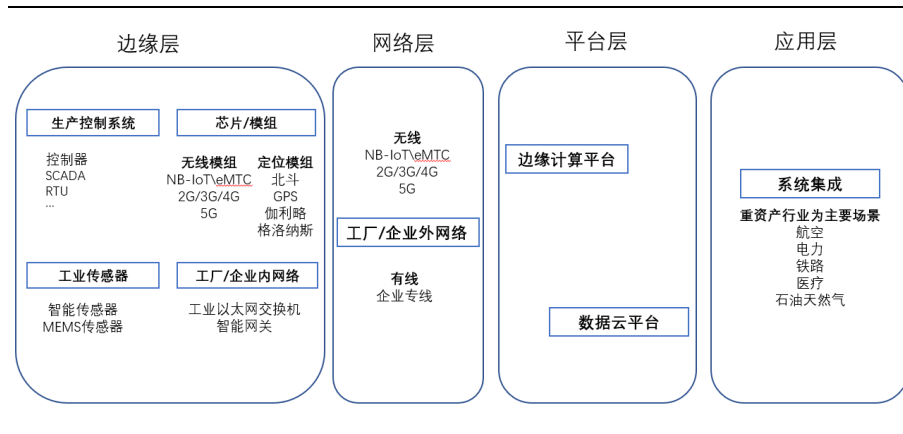 边缘层
网络层
平台层
应用层
生产控制系统
控制器
SCADA
RTU
...
芯片/模组
无线模组
NB-IoT\eMTC
2G/3G/4G
5G
定位模组
北斗
GPS
伽利略
格洛纳斯
工业传感器
智能传感器
MEMS传感器
工厂/企业内网络
工业以太网交换机
智能网关
无线
NB-IoT\eMTC
2G/3G/4G
5G
工厂/企业外网络
有线
企业专线
边缘计算平台
数据云平台
系统集成
重资产行业为主要场景
航空
电力
铁路
医疗
石油天然气